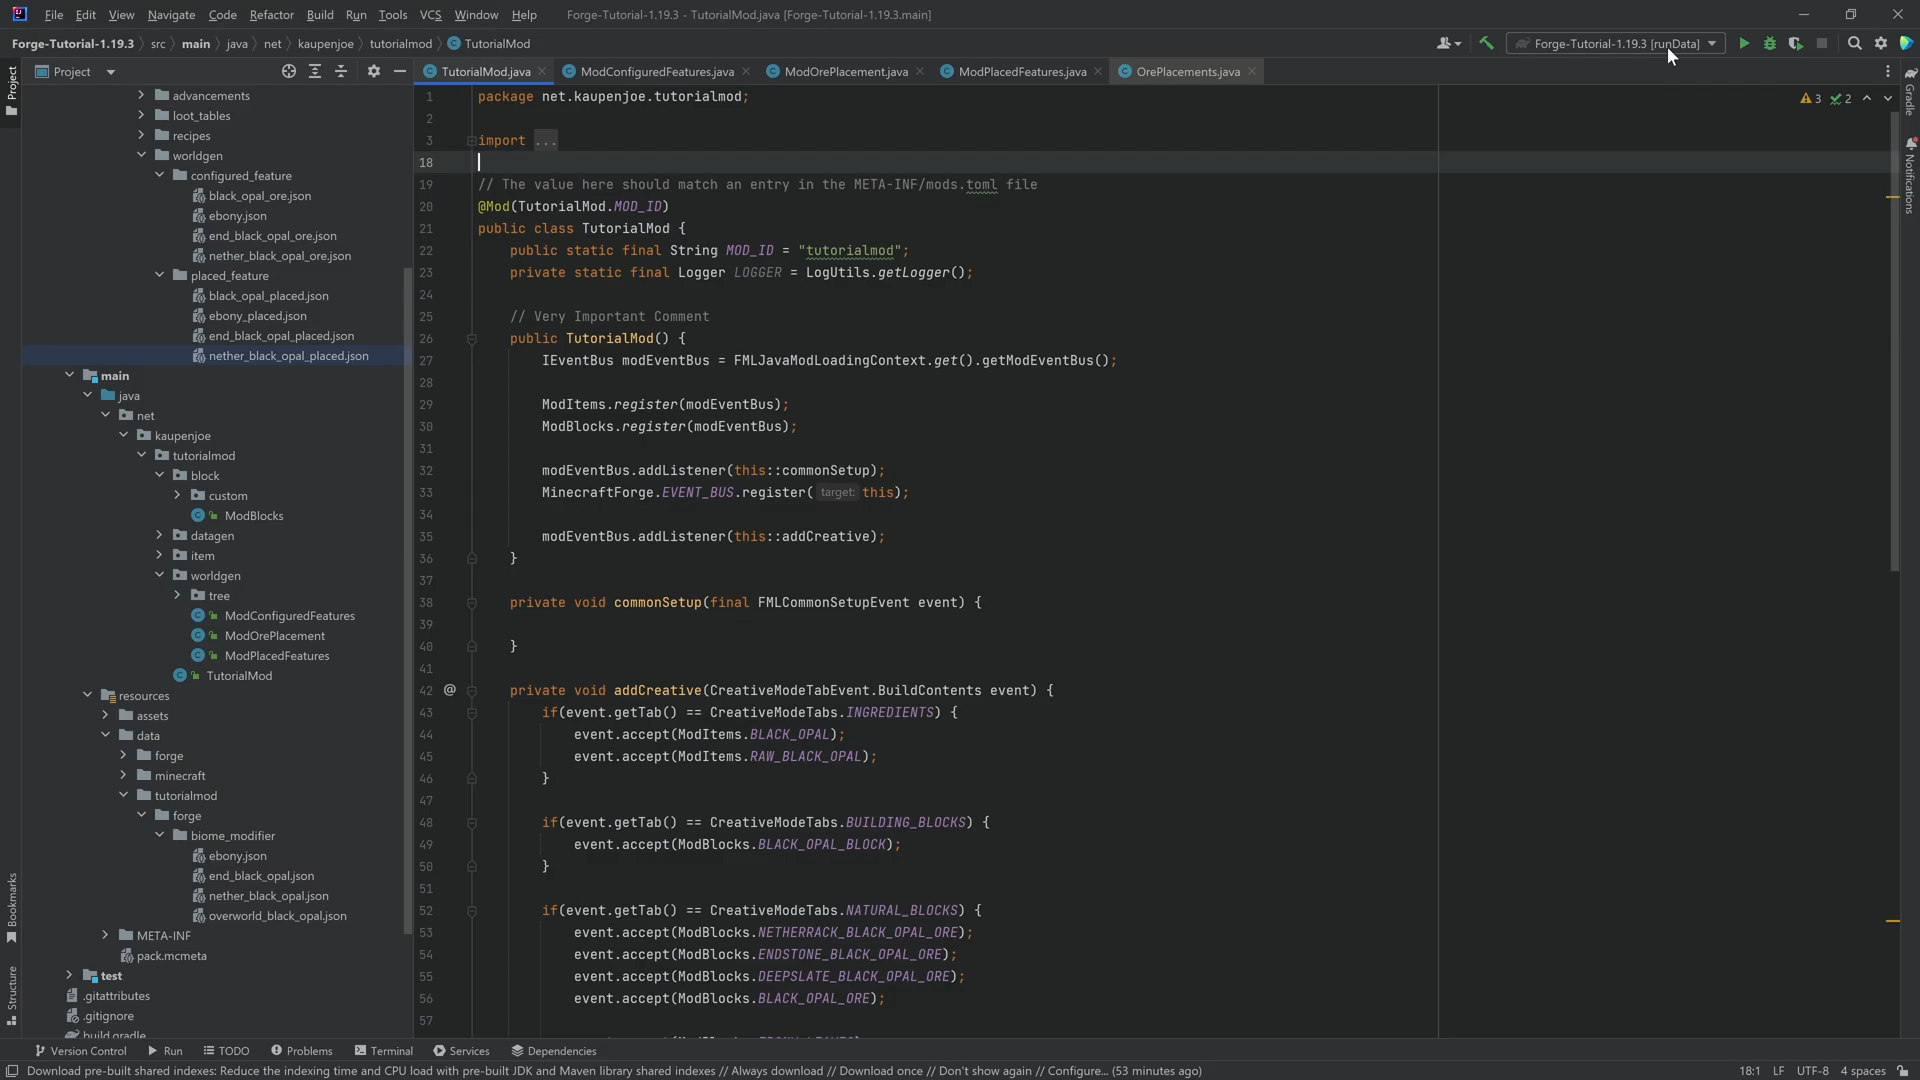 File Edit View Navigate Code Refactor Build Run Tools VCS Window Help Forge-Tutorial-1.19.3 - TutorialMod.java [Forge-Tutorial-1.19.3.main]
Forge-Tutorial-1.19.3 src main java net kaupenjoe tutorialmod TutorialMod Forge-Tutorial-1.19.3 [runData]
Project TutorialMod.java ModConfiguredFeatures.java ModOrePlacement.java ModPlacedFeatures.java OrePlacements.java
Project
Bookmarks
Structure
advancements
loot_tables
recipes
worldgen
configured_feature
black_opal_ore.json
ebony.json
end_black_opal_ore.json
nether_black_opal_ore.json
placed_feature
black_opal_placed.json
ebony_placed.json
end_black_opal_placed.json
nether_black_opal_placed.json
main
java
net
kaupenjoe
tutorialmod
block
custom
ModBlocks
datagen
item
worldgen
tree
ModConfiguredFeatures
ModOrePlacement
ModPlacedFeatures
TutorialMod
resources
assets
data
forge
minecraft
tutorialmod
forge
biome_modifier
ebony.json
end_black_opal.json
nether_black_opal.json
overworld_black_opal.json
META-INF
pack.mcmeta
test
.gitattributes
.gitignore
build.gradle
1 package net.kaupenjoe.tutorialmod;
2
3 import ...
18
19 // The value here should match an entry in the META-INF/mods.toml file
20 @Mod(TutorialMod.MOD_ID)
21 public class TutorialMod {
22 public static final String MOD_ID = "tutorialmod";
23 private static final Logger LOGGER = LogUtils.getLogger();
24
25 // Very Important Comment
26 public TutorialMod() {
27 IEventBus modEventBus = FMLJavaModLoadingContext.get().getModEventBus();
28
29 ModItems.register(modEventBus);
30 ModBlocks.register(modEventBus);
31
32 modEventBus.addListener(this::commonSetup);
33 MinecraftForge.EVENT_BUS.register( target: this);
34
35 modEventBus.addListener(this::addCreative);
36 }
37
38 private void commonSetup(final FMLCommonSetupEvent event) {
39
40 }
41
42 @ private void addCreative(CreativeModeTabEvent.BuildContents event) {
43 if(event.getTab() == CreativeModeTabs.INGREDIENTS) {
44 event.accept(ModItems.BLACK_OPAL);
45 event.accept(ModItems.RAW_BLACK_OPAL);
46 }
47
48 if(event.getTab() == CreativeModeTabs.BUILDING_BLOCKS) {
49 event.accept(ModBlocks.BLACK_OPAL_BLOCK);
50 }
51
52 if(event.getTab() == CreativeModeTabs.NATURAL_BLOCKS) {
53 event.accept(ModBlocks.NETHERRACK_BLACK_OPAL_ORE);
54 event.accept(ModBlocks.ENDSTONE_BLACK_OPAL_ORE);
55 event.accept(ModBlocks.DEEPSLATE_BLACK_OPAL_ORE);
56 event.accept(ModBlocks.BLACK_OPAL_ORE);
57
3 2
Gradle
Notifications
Version Control Run TODO Problems Terminal Services Dependencies
Download pre-built shared indexes: Reduce the indexing time and CPU load with pre-built JDK and Maven library shared indexes // Always download // Download once // Don't show again // Configure... (53 minutes ago) 18:1 LF UTF-8 4 spaces